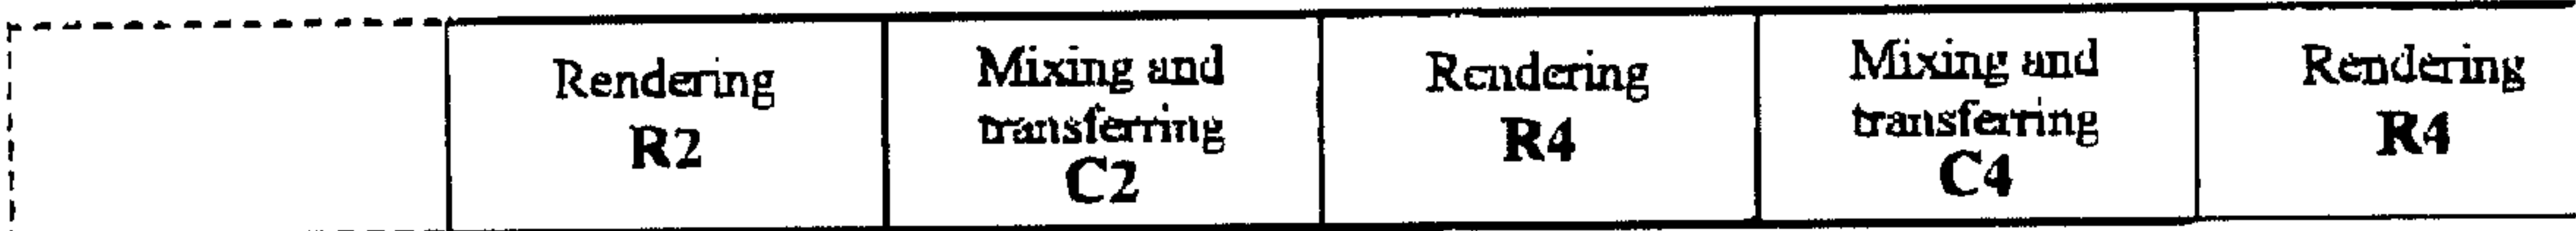 Rendering
R2
Mixing and
transferring
C2
Rendering
R4
Mixing and
transferring
C4
Rendering
R4